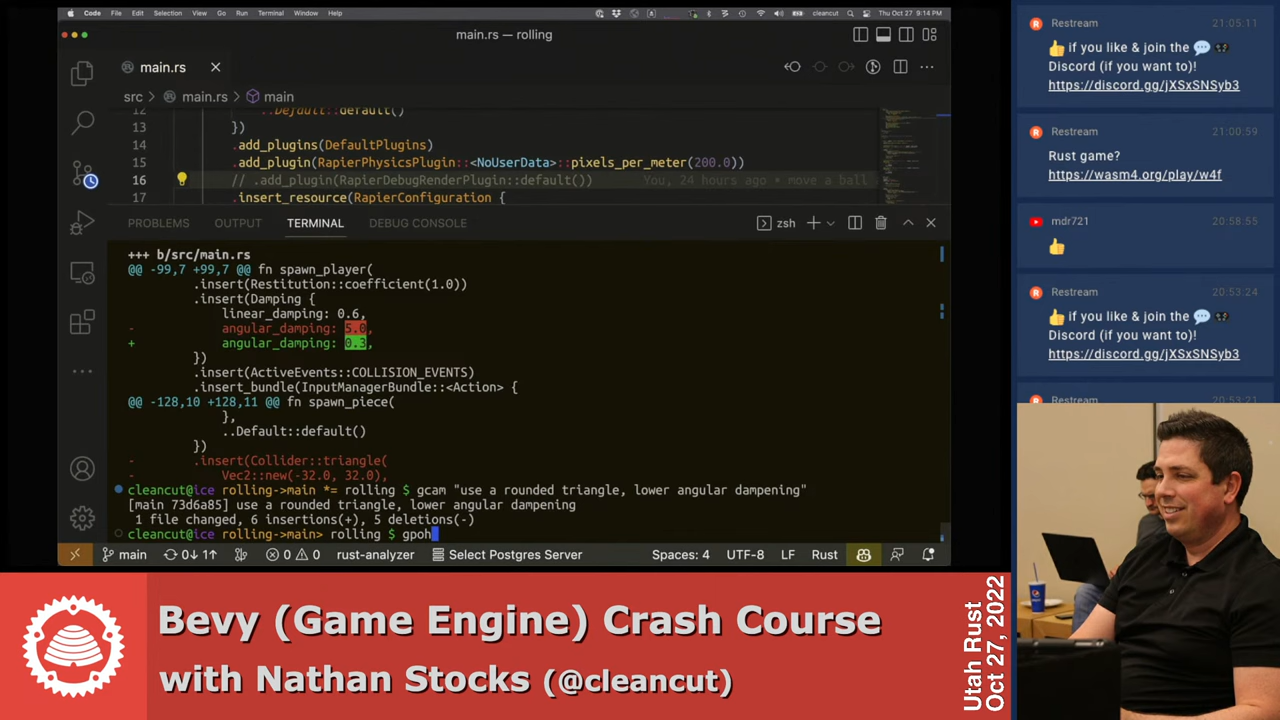 Code File Edit Selection View Go Run Terminal Window Help
cleancut Thu Oct 27 9:14 PM
main.rs — rolling
main.rs
src > main.rs > main
12 ..Default::default()
13 })
14 .add_plugins(DefaultPlugins)
15 .add_plugin(RapierPhysicsPlugin::<NoUserData>::pixels_per_meter(200.0))
16 // .add_plugin(RapierDebugRenderPlugin::default()) You, 24 hours ago • move a ball
17 .insert_resource(RapierConfiguration {
PROBLEMS OUTPUT TERMINAL DEBUG CONSOLE zsh
+++ b/src/main.rs
@@ -99,7 +99,7 @@ fn spawn_player(
.insert(Restitution::coefficient(1.0))
.insert(Damping {
linear_damping: 0.6,
- angular_damping: 5.0,
+ angular_damping: 0.3,
})
.insert(ActiveEvents::COLLISION_EVENTS)
.insert_bundle(InputManagerBundle::<Action> {
@@ -128,10 +128,11 @@ fn spawn_piece(
},
..Default::default()
})
- .insert(Collider::triangle(
- Vec2::new(-32.0, 32.0),
cleancut@ice rolling->main *= rolling $ gcam "use a rounded triangle, lower angular dampening"
[main 73d6a85] use a rounded triangle, lower angular dampening
1 file changed, 6 insertions(+), 5 deletions(-)
cleancut@ice rolling->main> rolling $ gpoh
main 0↓ 1↑ 0 0 rust-analyzer Select Postgres Server Spaces: 4 UTF-8 LF Rust
Restream 21:05:11
👍 if you like & join the 💬
Discord (if you want to)!
https://discord.gg/jXSxSNSyb3
Restream 21:00:59
Rust game?
https://wasm4.org/play/w4f
mdr721 20:58:55
👍
Restream 20:53:24
👍 if you like & join the 💬
Discord (if you want to)!
https://discord.gg/jXSxSNSyb3
Restream 20:53:21
Bevy (Game Engine) Crash Course
with Nathan Stocks (@cleancut)
Utah Rust
Oct 27, 2022